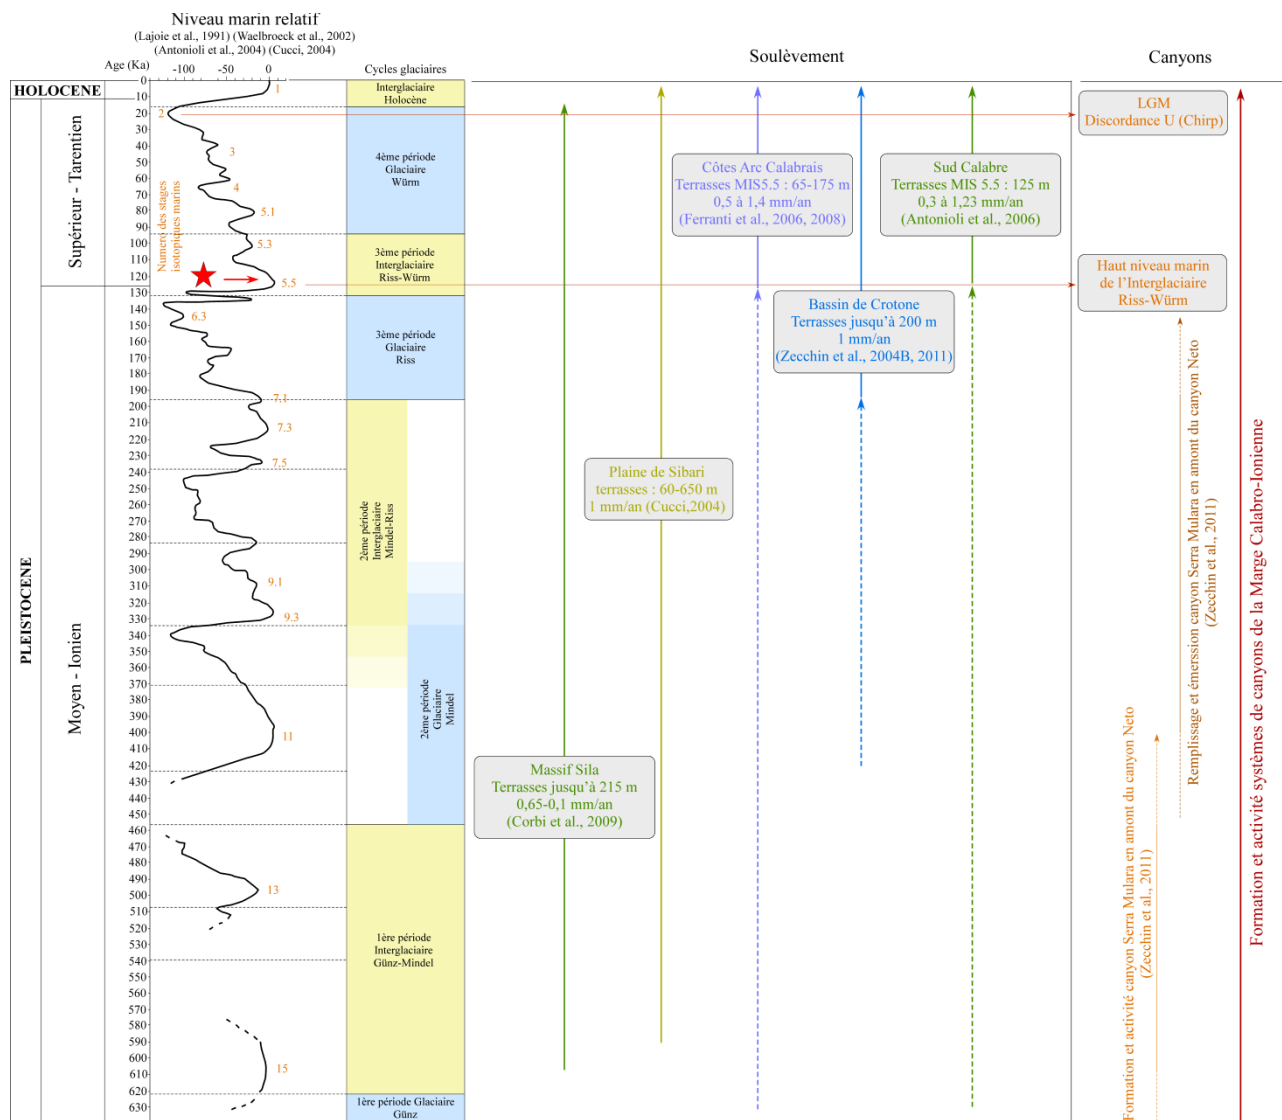 Niveau marin relatif
(Lajoie et al., 1991) (Waelbroeck et al., 2002)
(Antonioli et al., 2004) (Cucci, 2004)
Age (Ka)
-100
-50
0
Cycles glaciaires
Soulèvement
Canyons
HOLOCENE
PLEISTOCENE
Supérieur - Tarentien
Moyen - Ionien
0
10
20
30
40
50
60
70
80
90
100
110
120
130
140
150
160
170
180
190
200
210
220
230
240
250
260
270
280
290
300
310
320
330
340
350
360
370
380
390
400
410
420
430
440
450
460
470
480
490
500
510
520
530
540
550
560
570
580
590
600
610
620
630
Numéro des stages
isotopiques marins
1
2
3
4
5.1
5.3
5.5
6.3
7.1
7.3
7.5
9.1
9.3
11
13
15
Interglaciaire
Holocène
4ème période
Glaciaire
Würm
3ème période
Interglaciaire
Riss-Würm
3ème période
Glaciaire
Riss
2ème période
Interglaciaire
Mindel-Riss
2ème période
Glaciaire
Mindel
1ère période
Interglaciaire
Günz-Mindel
1ère période Glaciaire
Günz
Massif Sila
Terrasses jusqu'à 215 m
0,65-0,1 mm/an
(Corbi et al., 2009)
Plaine de Sibari
terrasses : 60-650 m
1 mm/an (Cucci,2004)
Côtes Arc Calabrais
Terrasses MIS5.5 : 65-175 m
0,5 à 1,4 mm/an
(Ferranti et al., 2006, 2008)
Bassin de Crotone
Terrasses jusqu'à 200 m
1 mm/an
(Zecchin et al., 2004B, 2011)
Sud Calabre
Terrasses MIS 5.5 : 125 m
0,3 à 1,23 mm/an
(Antonioli et al., 2006)
LGM
Discordance U (Chirp)
Haut niveau marin
de l'Interglaciaire
Riss-Würm
Formation et activité canyon Serra Mulara en amont du canyon Neto
(Zecchin et al., 2011)
Remplissage et émerssion canyon Serra Mulara en amont du canyon Neto
(Zecchin et al., 2011)
Formation et activité systèmes de canyons de la Marge Calabro-Ionienne